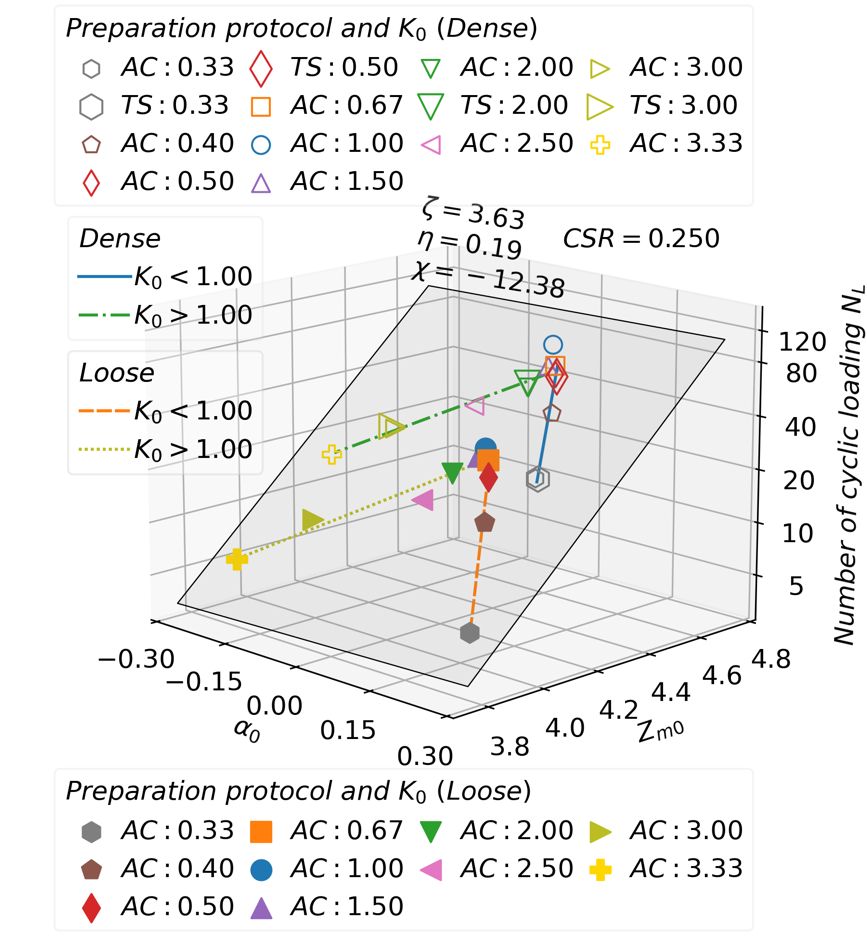 Preparation protocol and K₀ (Dense)
AC : 0.33 TS : 0.50 AC : 2.00 AC : 3.00
TS : 0.33 AC : 0.67 TS : 2.00 TS : 3.00
AC : 0.40 AC : 1.00 AC : 2.50 AC : 3.33
AC : 0.50 AC : 1.50
ζ = 3.63
η = 0.19
χ = −12.38
CSR = 0.250
Dense
K₀ < 1.00
K₀ > 1.00
Loose
K₀ < 1.00
K₀ > 1.00
120
80
40
20
10
5
Number of cyclic loading N_L
−0.30
−0.15
0.00
0.15
0.30
α₀
3.8
4.0
4.2
4.4
4.6
4.8
Z_m0
Preparation protocol and K₀ (Loose)
AC : 0.33 AC : 0.67 AC : 2.00 AC : 3.00
AC : 0.40 AC : 1.00 AC : 2.50 AC : 3.33
AC : 0.50 AC : 1.50